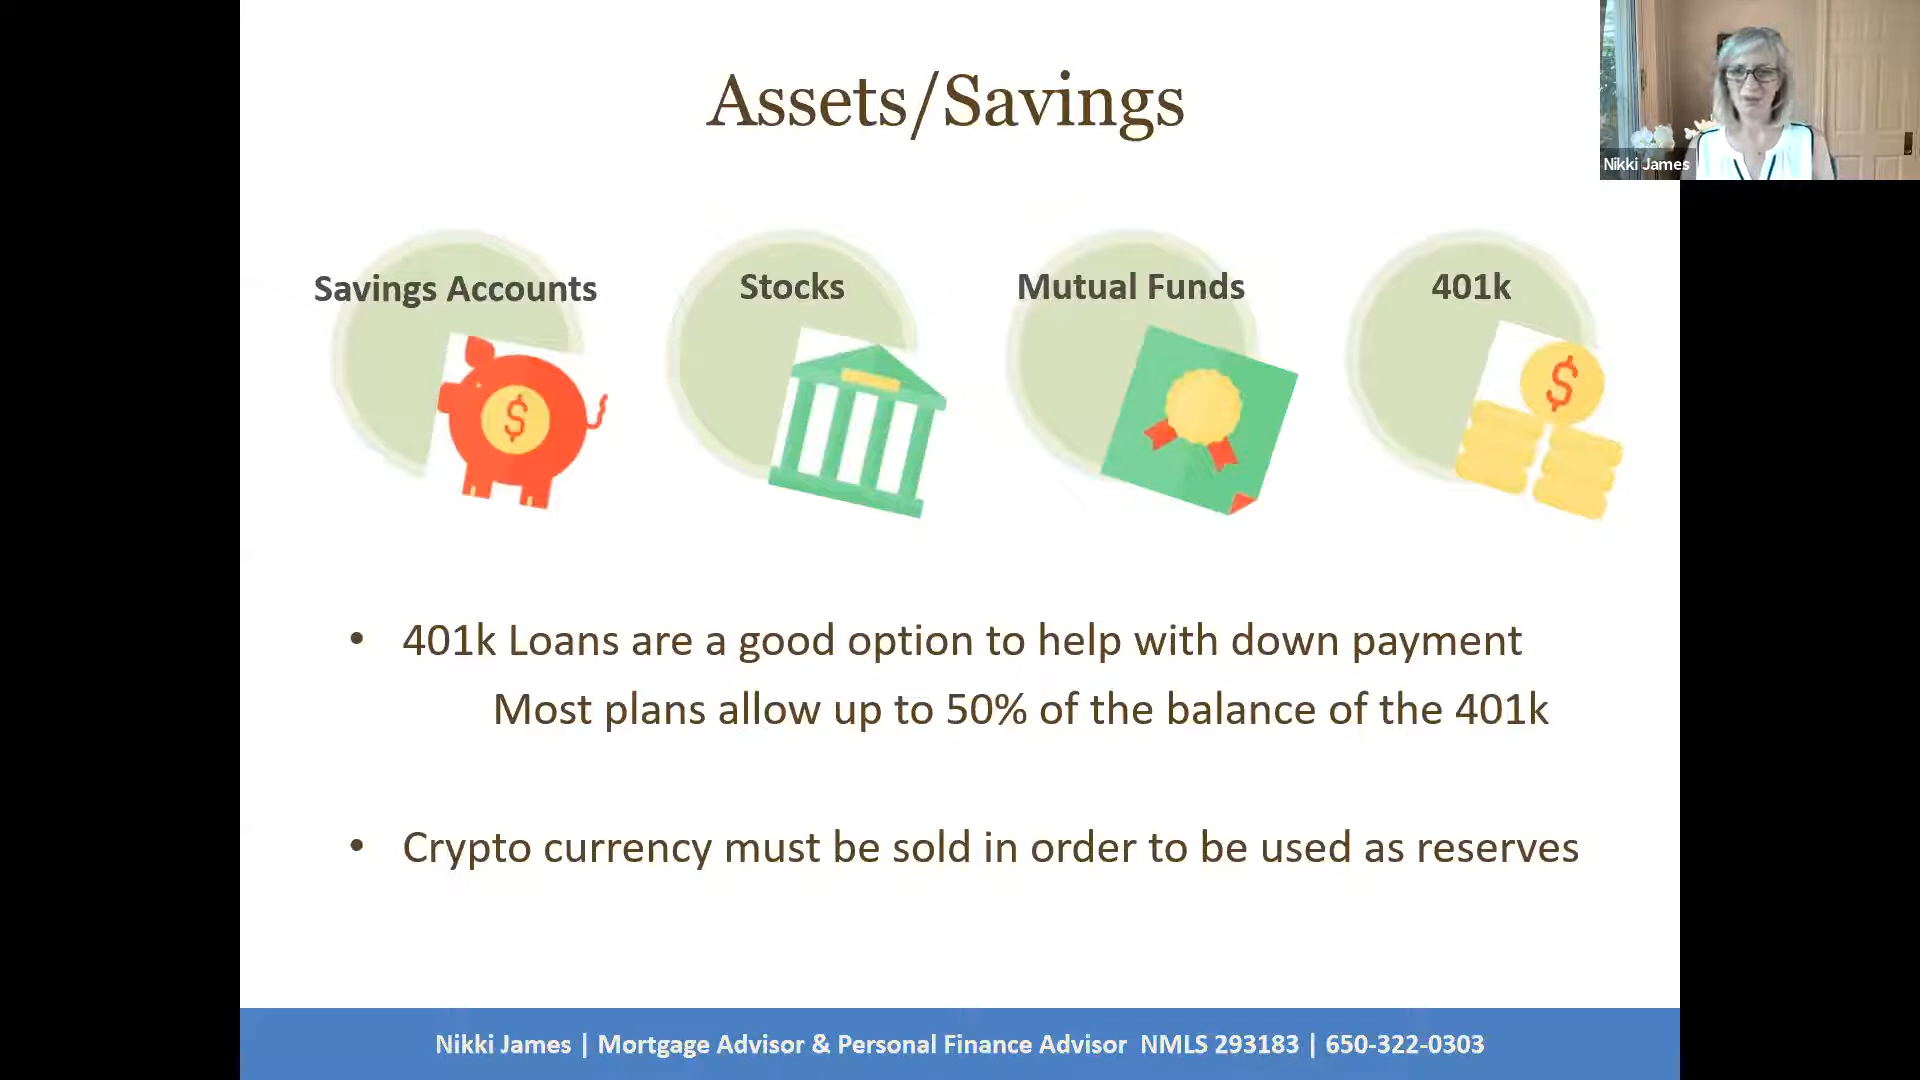 Assets/Savings
Nikki James
Savings Accounts
Stocks
Mutual Funds
401k
$
$
• 401k Loans are a good option to help with down payment
Most plans allow up to 50% of the balance of the 401k
• Crypto currency must be sold in order to be used as reserves
Nikki James | Mortgage Advisor & Personal Finance Advisor NMLS 293183 | 650-322-0303